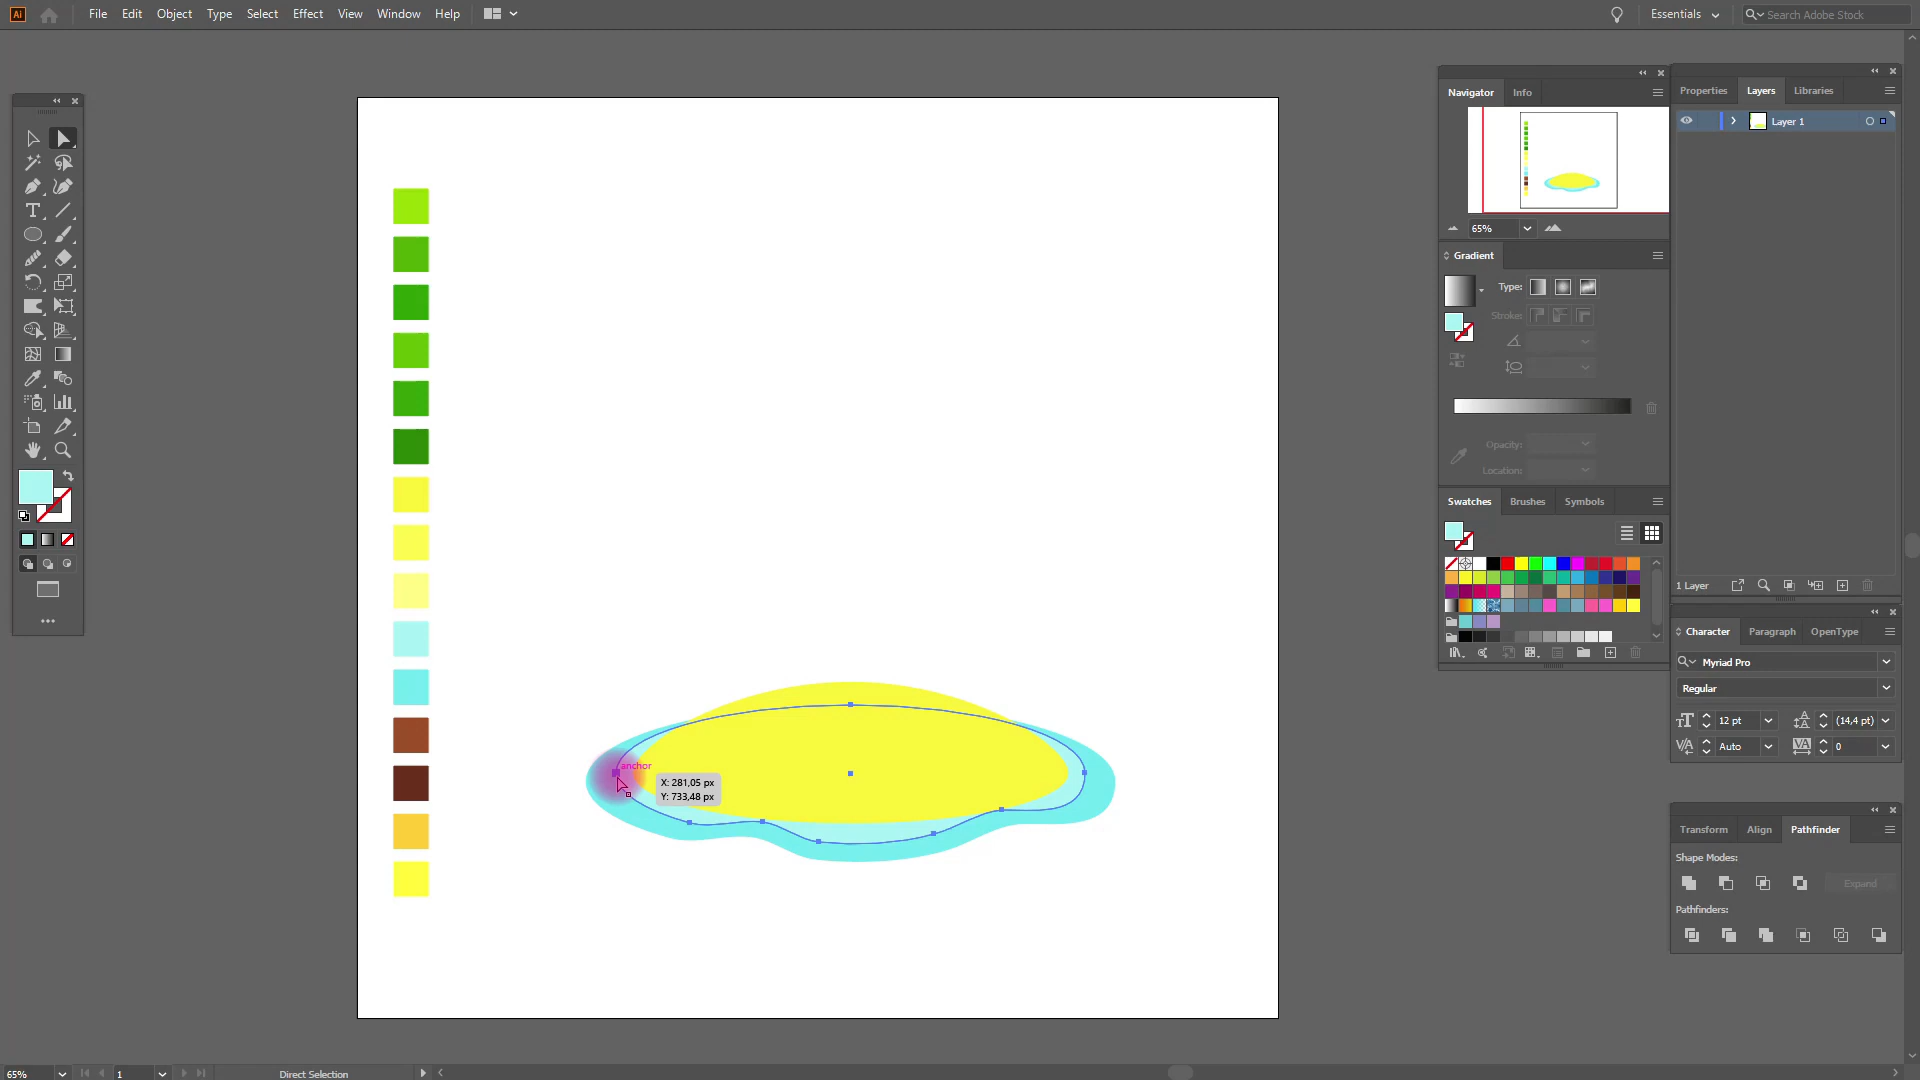 Ai File Edit Object Type Select Effect View Window Help Essentials Search Adobe Stock
Navigator Info
65%
Gradient
Type:
Stroke:
Opacity:
Location:
Swatches Brushes Symbols
Properties Layers Libraries
Layer 1
1 Layer
Character Paragraph OpenType
Myriad Pro
Regular
12 pt (14,4 pt)
Auto 0
Transform Align Pathfinder
Shape Modes:
Expand
Pathfinders:
anchor
X: 281,05 px
Y: 733,48 px
65% 1 Direct Selection